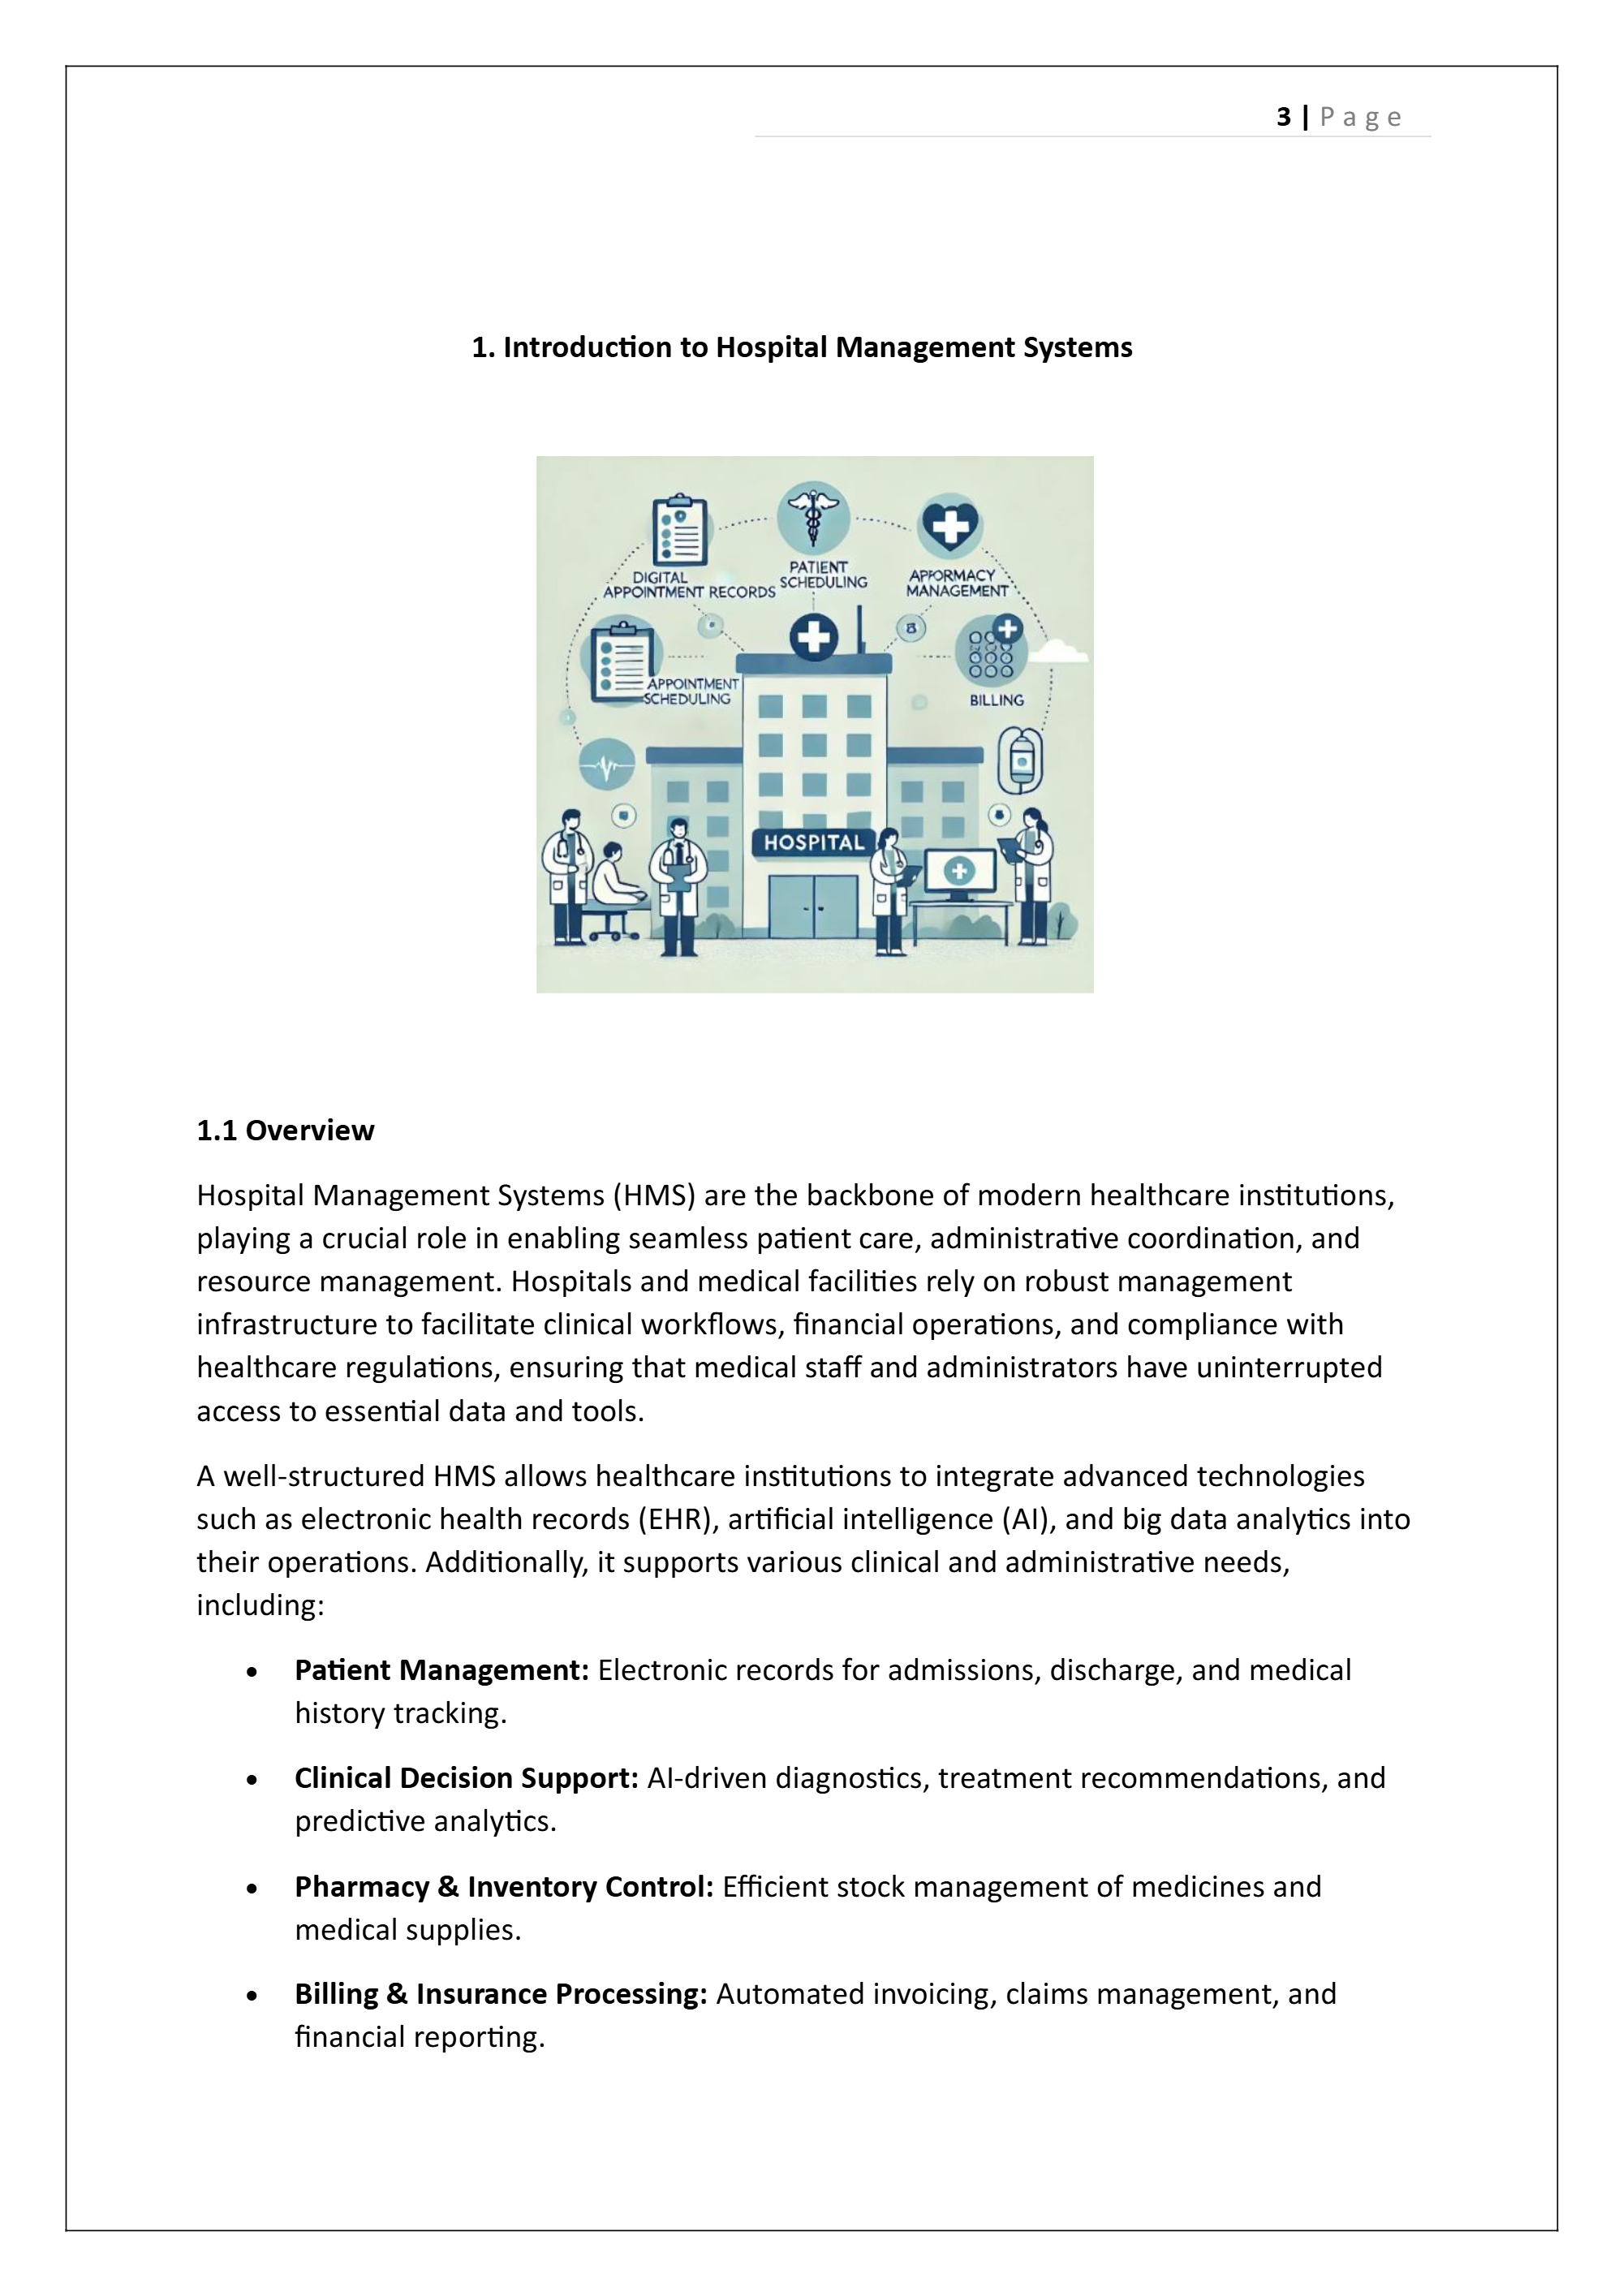 3 | Page
1. Introduction to Hospital Management Systems
DIGITAL
APPOINTMENT RECORDS
PATIENT
SCHEDULING
APFORMACY
MANAGEMENT
APPOINTMENT
SCHEDULING
BILLING
HOSPITAL
1.1 Overview
Hospital Management Systems (HMS) are the backbone of modern healthcare institutions,
playing a crucial role in enabling seamless patient care, administrative coordination, and
resource management. Hospitals and medical facilities rely on robust management
infrastructure to facilitate clinical workflows, financial operations, and compliance with
healthcare regulations, ensuring that medical staff and administrators have uninterrupted
access to essential data and tools.
A well-structured HMS allows healthcare institutions to integrate advanced technologies
such as electronic health records (EHR), artificial intelligence (AI), and big data analytics into
their operations. Additionally, it supports various clinical and administrative needs,
including:
• Patient Management: Electronic records for admissions, discharge, and medical
history tracking.
• Clinical Decision Support: AI-driven diagnostics, treatment recommendations, and
predictive analytics.
• Pharmacy & Inventory Control: Efficient stock management of medicines and
medical supplies.
• Billing & Insurance Processing: Automated invoicing, claims management, and
financial reporting.